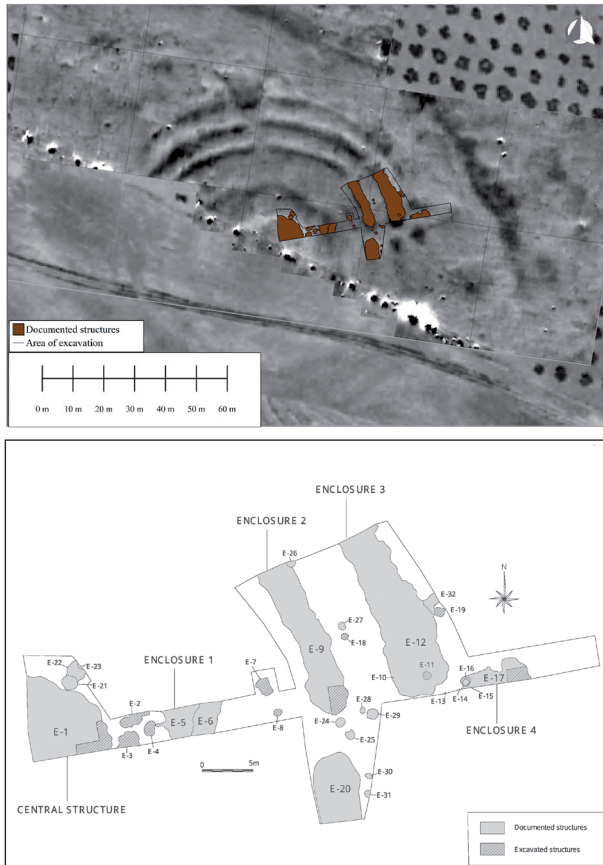 Documented structures
Area of excavation
0 m 10 m 20 m 30 m 40 m 50 m 60 m
ENCLOSURE 3
ENCLOSURE 2
E-26
N
E-32
E-19
E-27
E-18
E-22
E-23
E-21
ENCLOSURE 1
E-7
E-9
E-12
E-10
E-11
E-16
E-17
E-2
E-28
E-13
E-14
E-15
E-1
E-5
E-6
E-24
E-29
E-8
E-3
E-4
E-25
ENCLOSURE 4
0 5m
E-30
E-20
E-31
CENTRAL STRUCTURE
Documented structures
Excavated structures